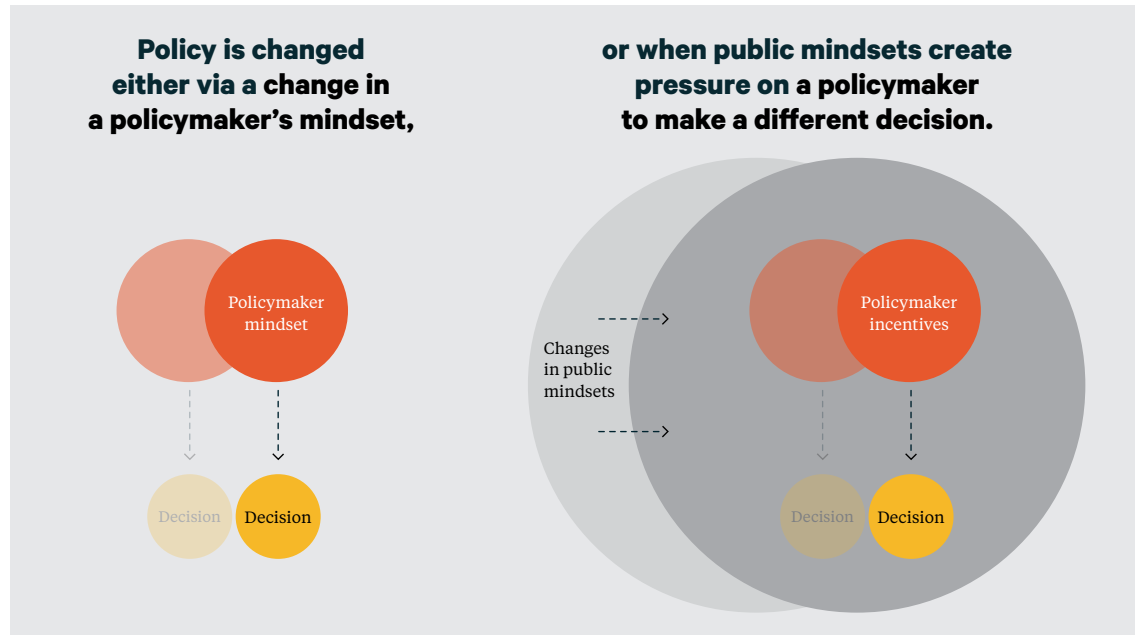 Policy is changed
either via a change in
a policymaker’s mindset,
or when public mindsets create
pressure on a policymaker
to make a different decision.
Policymaker
mindset
Decision
Decision
Changes
in public
mindsets
Policymaker
incentives
Decision
Decision